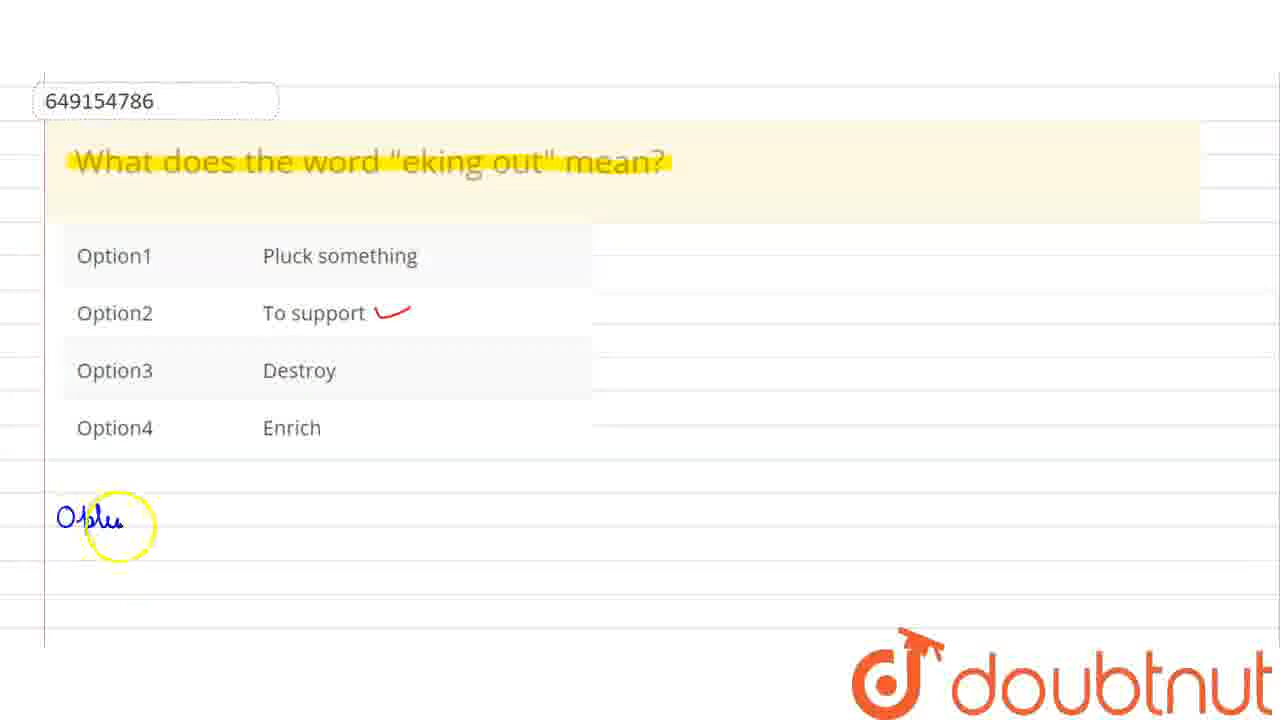 649154786
What does the word "eking out" mean?
Option1 Pluck something
Option2 To support
Option3 Destroy
Option4 Enrich
doubtnut